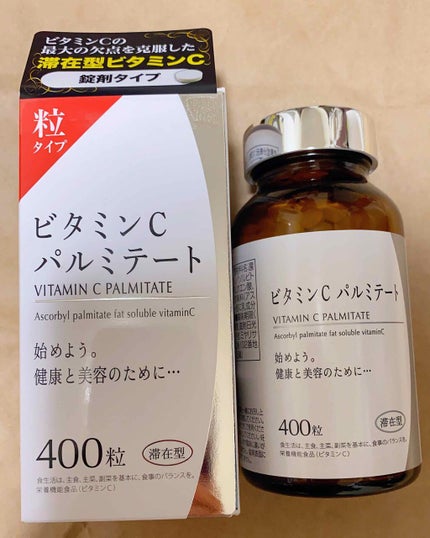 ビタミンCの
最大の欠点を克服した
滞在型ビタミンC
錠剤タイプ
粒
タイプ
ビタミンC
パルミテート
VITAMIN C PALMITATE
Ascorbyl palmitate fat soluble vitaminC
始めよう。
健康と美容のために…
400粒
滞在型
食生活は、主食、主菜、副菜を基本に、食事のバランスを。
栄養機能食品(ビタミンC)
ビタミンC パルミテート
VITAMIN C PALMITATE
Ascorbyl palmitate fat soluble vitaminC
始めよう。
健康と美容のために…
400粒
滞在型
食生活は、主食、主菜、副菜を基本に、食事のバランスを。
栄養機能食品(ビタミンC)